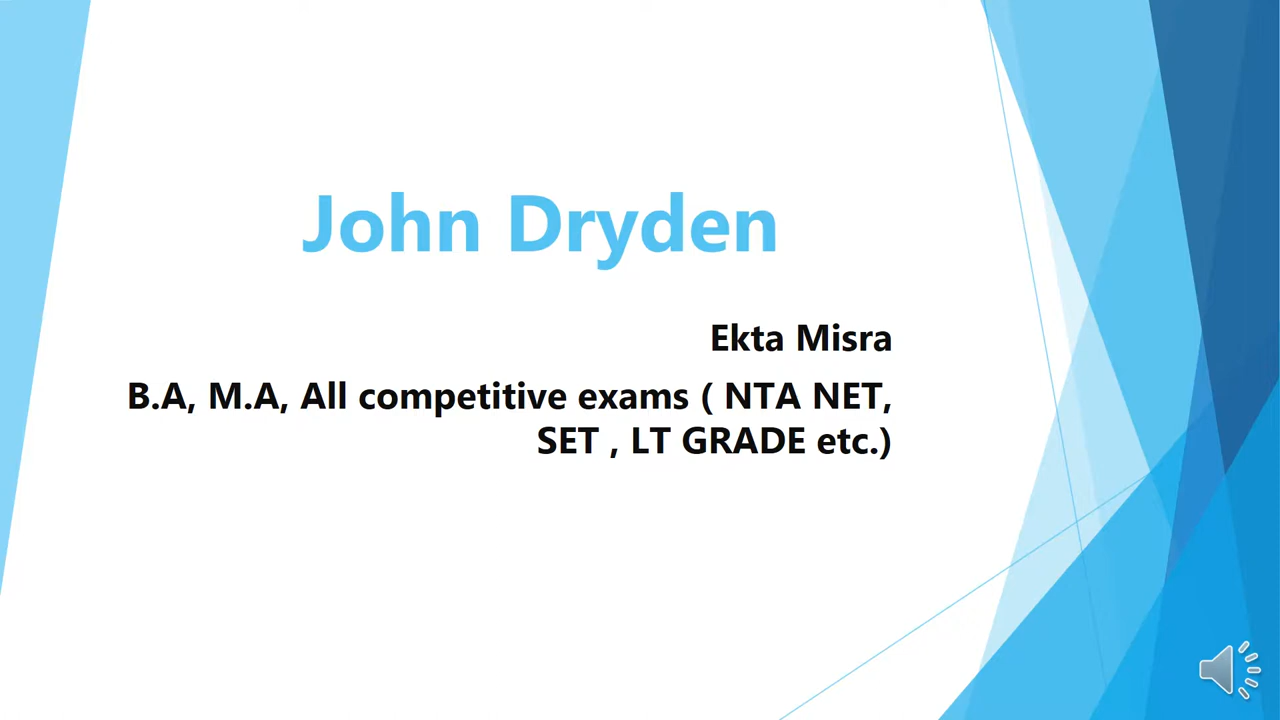 John Dryden
Ekta Misra
B.A, M.A, All competitive exams ( NTA NET,
SET , LT GRADE etc.)